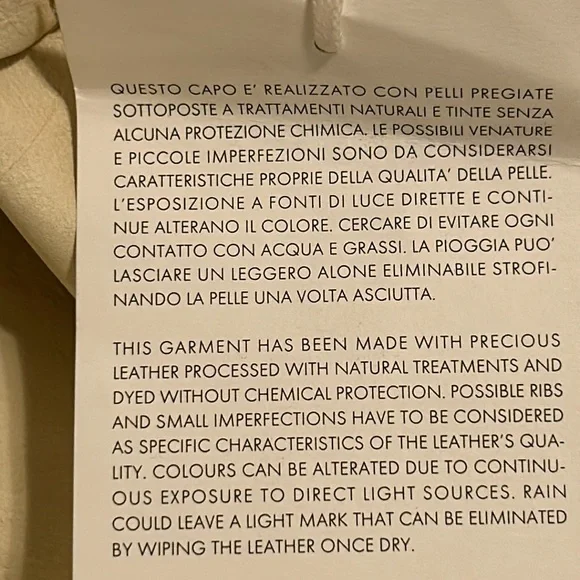 QUESTO CAPO E' REALIZZATO CON PELLI PREGIATE
SOTTOPOSTE A TRATTAMENTI NATURALI E TINTE SENZA
ALCUNA PROTEZIONE CHIMICA. LE POSSIBILI VENATURE
E PICCOLE IMPERFEZIONI SONO DA CONSIDERARSI
CARATTERISTICHE PROPRIE DELLA QUALITA' DELLA PELLE.
L'ESPOSIZIONE A FONTI DI LUCE DIRETTE E CONTI-
NUE ALTERANO IL COLORE. CERCARE DI EVITARE OGNI
CONTATTO CON ACQUA E GRASSI. LA PIOGGIA PUO'
LASCIARE UN LEGGERO ALONE ELIMINABILE STROFI-
NANDO LA PELLE UNA VOLTA ASCIUTTA.
THIS GARMENT HAS BEEN MADE WITH PRECIOUS
LEATHER PROCESSED WITH NATURAL TREATMENTS AND
DYED WITHOUT CHEMICAL PROTECTION. POSSIBLE RIBS
AND SMALL IMPERFECTIONS HAVE TO BE CONSIDERED
AS SPECIFIC CHARACTERISTICS OF THE LEATHER'S QUA-
LITY. COLOURS CAN BE ALTERATED DUE TO CONTINU-
OUS EXPOSURE TO DIRECT LIGHT SOURCES. RAIN
COULD LEAVE A LIGHT MARK THAT CAN BE ELIMINATED
BY WIPING THE LEATHER ONCE DRY.